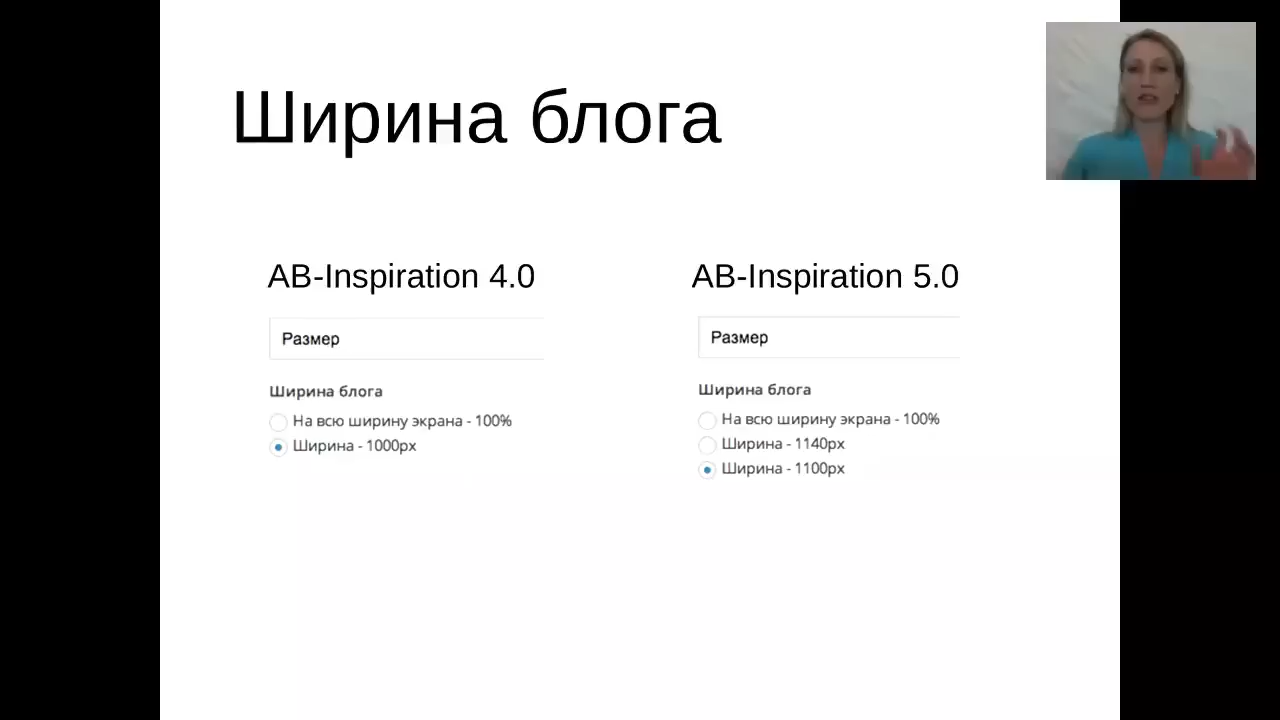 Ширина блога
AB-Inspiration 4.0
Размер
Ширина блога
На всю ширину экрана - 100%
Ширина - 1000px
AB-Inspiration 5.0
Размер
Ширина блога
На всю ширину экрана - 100%
Ширина - 1140px
Ширина - 1100px